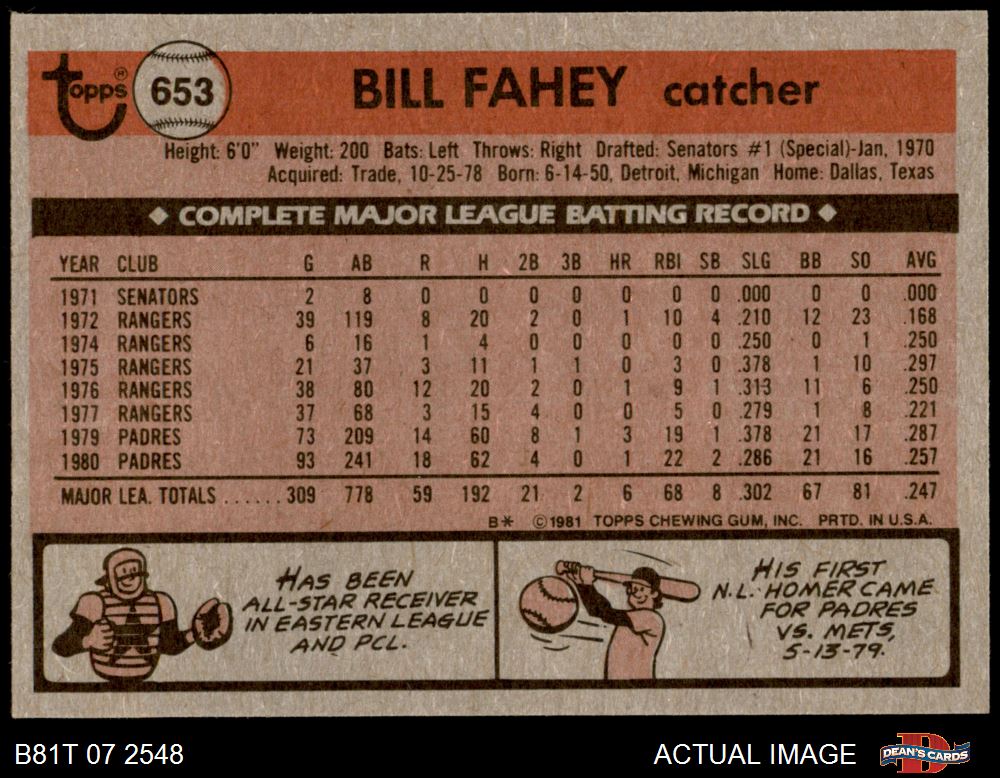 Topps® 653 BILL FAHEY catcher
Height: 6'0" Weight: 200 Bats: Left Throws: Right Drafted: Senators #1 (Special)-Jan, 1970
Acquired: Trade, 10-25-78 Born: 6-14-50, Detroit, Michigan Home: Dallas, Texas
◆ COMPLETE MAJOR LEAGUE BATTING RECORD ◆
YEAR CLUB G AB R H 2B 3B HR RBI SB SLG BB SO AVG
1971 SENATORS 2 8 0 0 0 0 0 0 0 .000 0 0 .000
1972 RANGERS 39 119 8 20 2 0 1 10 4 .210 12 23 .168
1974 RANGERS 6 16 1 4 0 0 0 0 0 .250 0 1 .250
1975 RANGERS 21 37 3 11 1 1 0 3 0 .378 1 10 .297
1976 RANGERS 38 80 12 20 2 0 1 9 1 .313 11 6 .250
1977 RANGERS 37 68 3 15 4 0 0 5 0 .279 1 8 .221
1979 PADRES 73 209 14 60 8 1 3 19 1 .378 21 17 .287
1980 PADRES 93 241 18 62 4 0 1 22 2 .286 21 16 .257
MAJOR LEA. TOTALS ...... 309 778 59 192 21 2 6 68 8 .302 67 81 .247
B* ©1981 TOPPS CHEWING GUM, INC. PRTD. IN U.S.A.
HAS BEEN
ALL-STAR RECEIVER
IN EASTERN LEAGUE
AND PCL.
HIS FIRST
N.L. HOMER CAME
FOR PADRES
VS. METS,
5-13-79.
B81T 07 2548 ACTUAL IMAGE DEAN'S CARDS